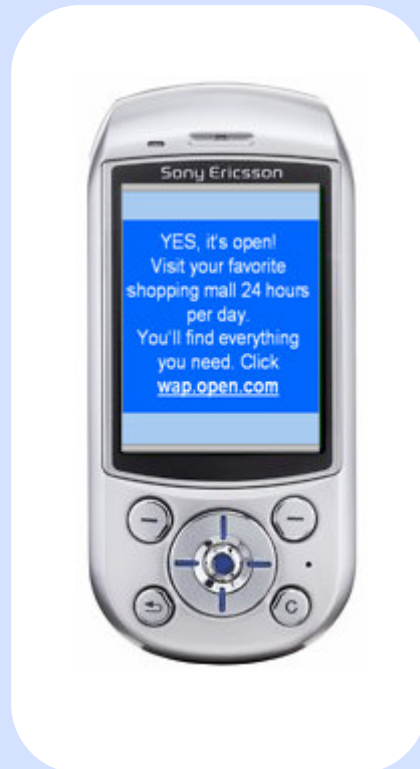 Sony Ericsson
YES, it's open!
Visit your favorite
shopping mall 24 hours
per day.
You'll find everything
you need. Click
wap.open.com
C